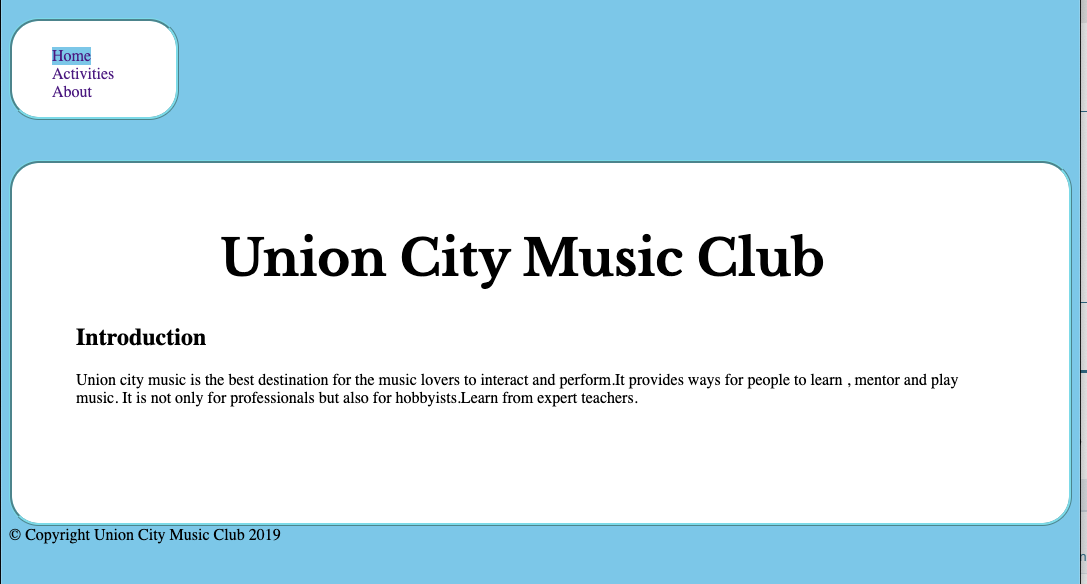 Home
Activities
About
Union City Music Club
Introduction
Union city music is the best destination for the music lovers to interact and perform.It provides ways for people to learn , mentor and play
music. It is not only for professionals but also for hobbyists.Learn from expert teachers.
© Copyright Union City Music Club 2019